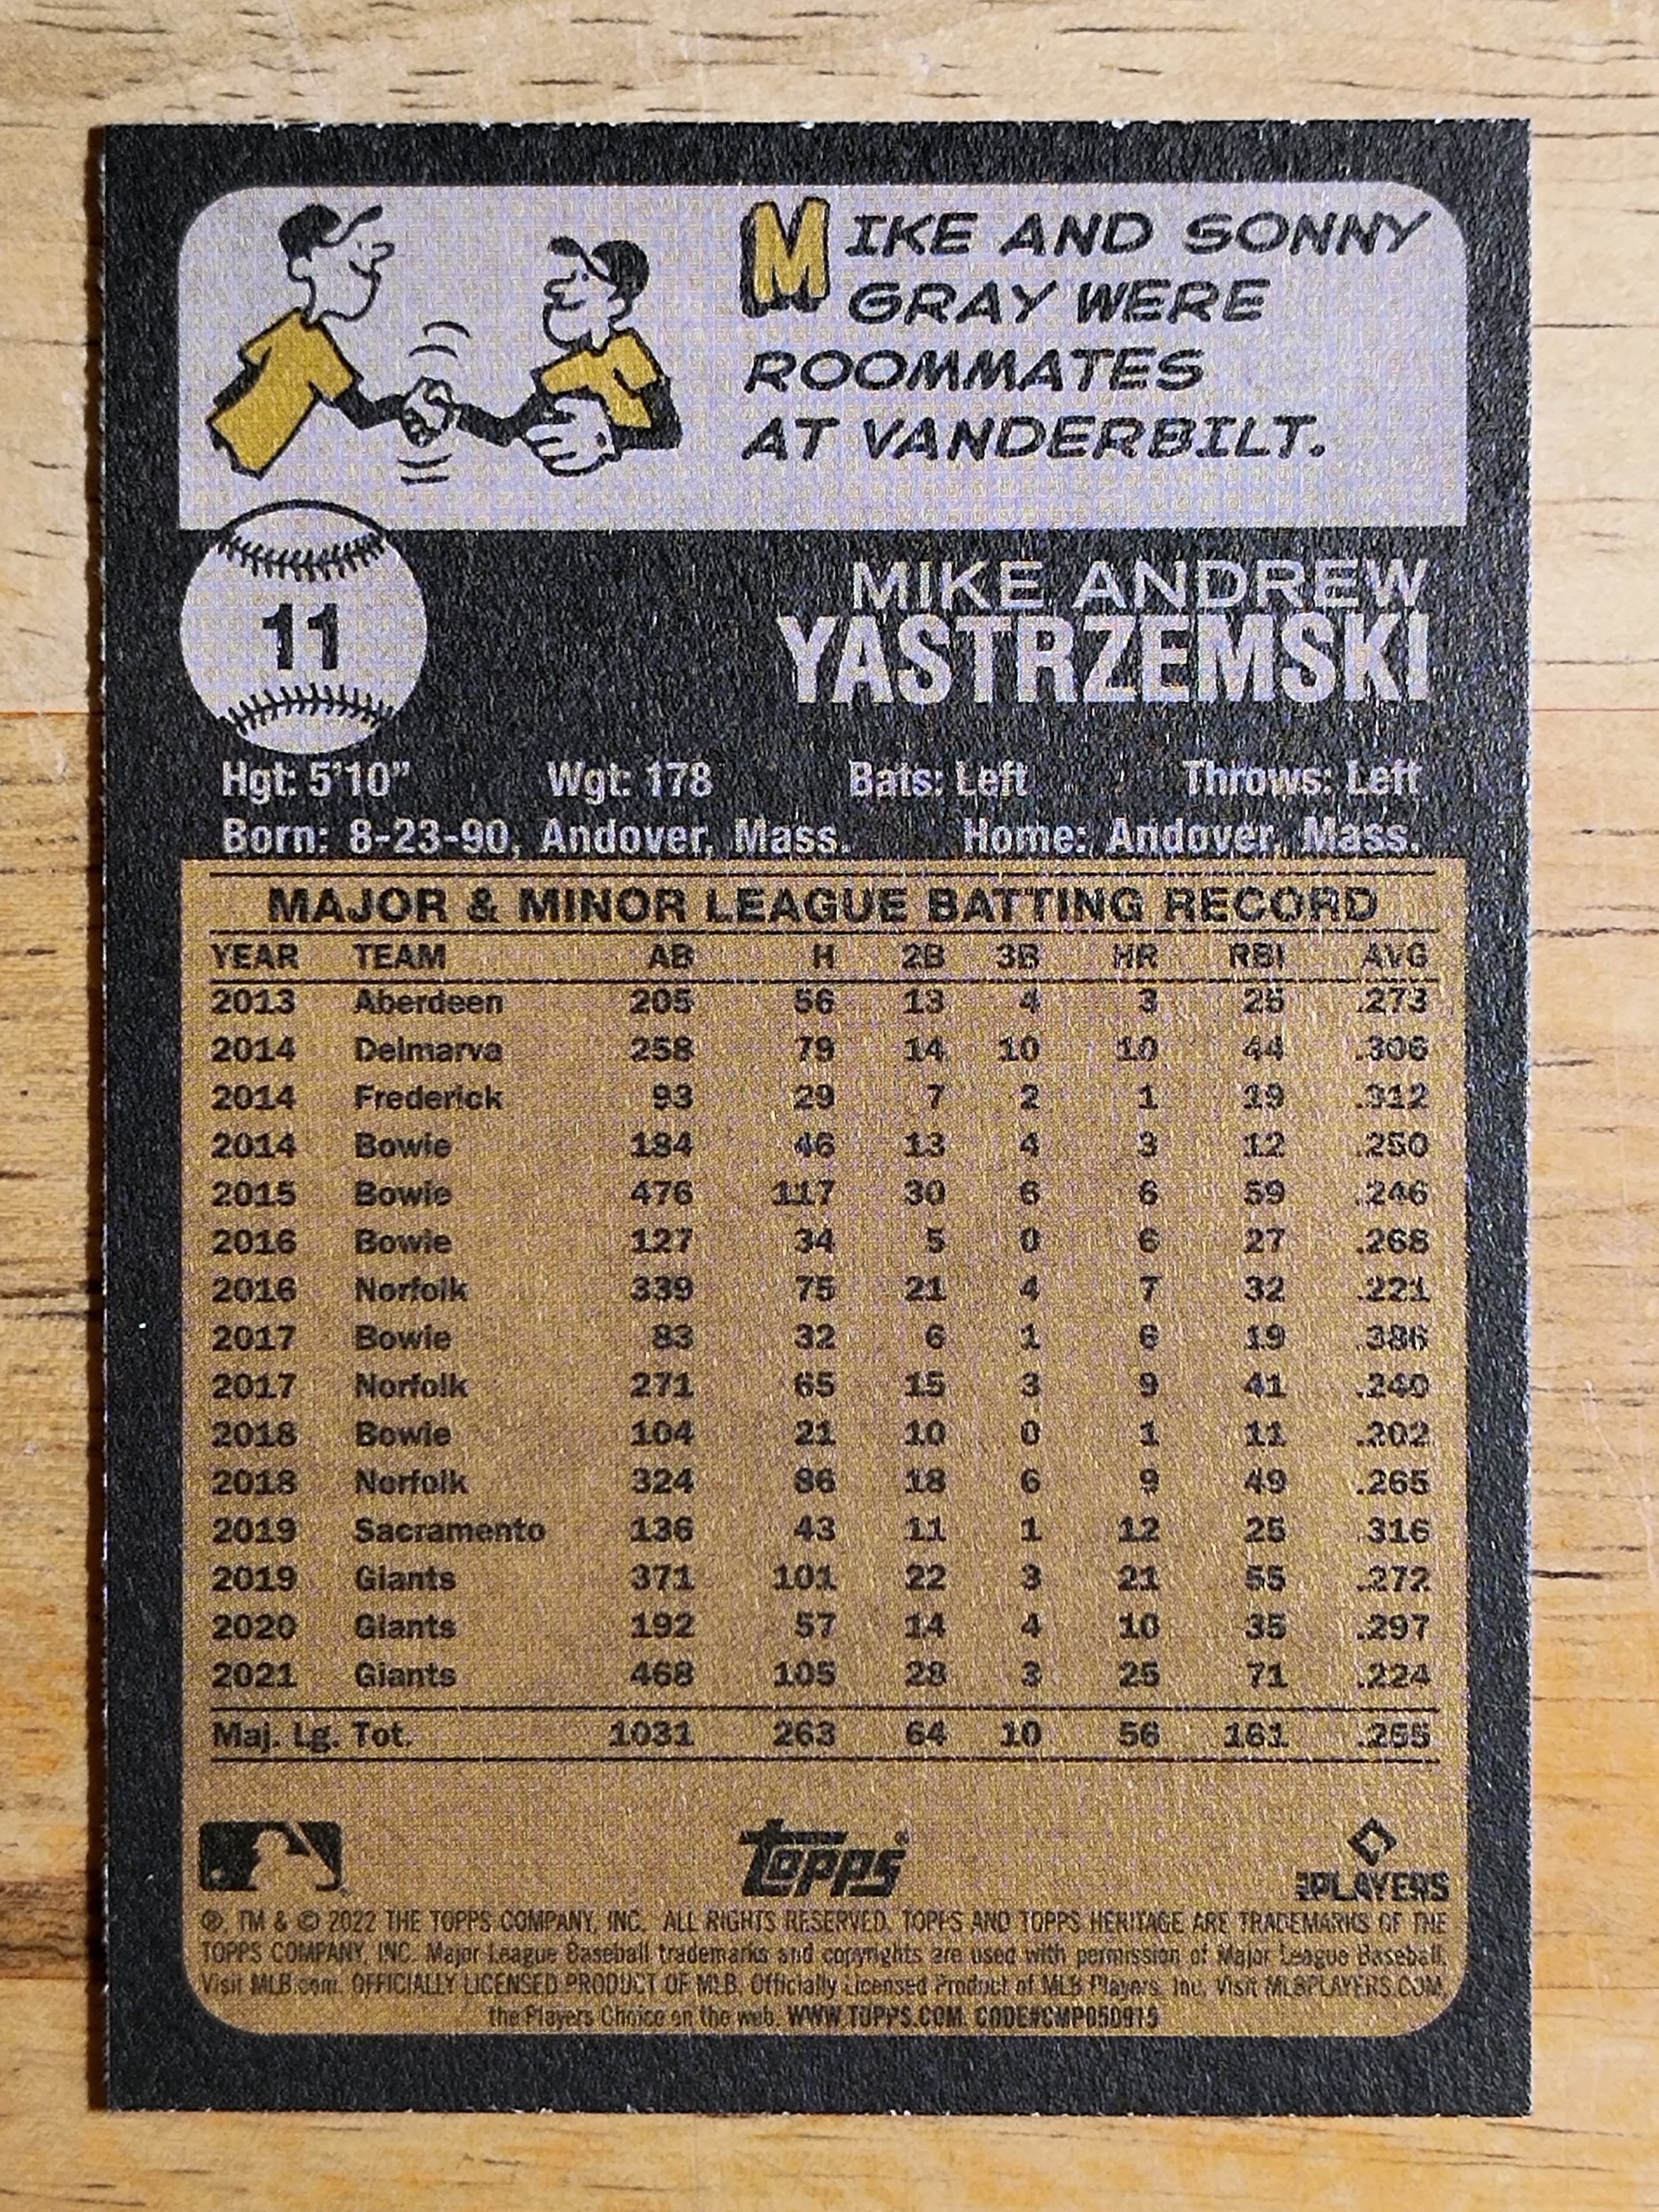 MIKE AND SONNY
GRAY WERE
ROOMMATES
AT VANDERBILT.
11
MIKE ANDREW
YASTRZEMSKI
Hgt: 5'10" Wgt: 178 Bats: Left Throws: Left
Born: 8-23-90, Andover, Mass. Home: Andover, Mass.
MAJOR & MINOR LEAGUE BATTING RECORD
YEAR TEAM AB H 2B 3B HR RBI AVG
2013 Aberdeen 205 56 13 4 3 25 .273
2014 Delmarva 258 79 14 10 10 44 .306
2014 Frederick 93 29 7 2 1 19 .312
2014 Bowie 184 46 13 4 3 12 .250
2015 Bowie 476 117 30 6 6 59 .246
2016 Bowie 127 34 5 0 6 27 .268
2016 Norfolk 339 75 21 4 7 32 .221
2017 Bowie 83 32 6 1 6 19 .386
2017 Norfolk 271 65 15 3 9 41 .240
2018 Bowie 104 21 10 0 1 11 .202
2018 Norfolk 324 86 18 6 9 49 .265
2019 Sacramento 136 43 11 1 12 25 .316
2019 Giants 371 101 22 3 21 55 .272
2020 Giants 192 57 14 4 10 35 .297
2021 Giants 468 105 28 3 25 71 .224
Maj. Lg. Tot. 1031 263 64 10 56 161 .255
topps®
PLAYERS
®, TM & © 2022 THE TOPPS COMPANY, INC. ALL RIGHTS RESERVED. TOPPS AND TOPPS HERITAGE ARE TRADEMARKS OF THE
TOPPS COMPANY, INC. Major League Baseball trademarks and copyrights are used with permission of Major League Baseball.
Visit MLB.com. OFFICIALLY LICENSED PRODUCT OF MLB. Officially Licensed Product of MLB Players, Inc. Visit MLBPLAYERS.COM,
the Players Choice on the web. WWW.TOPPS.COM. CODE#CMP050915